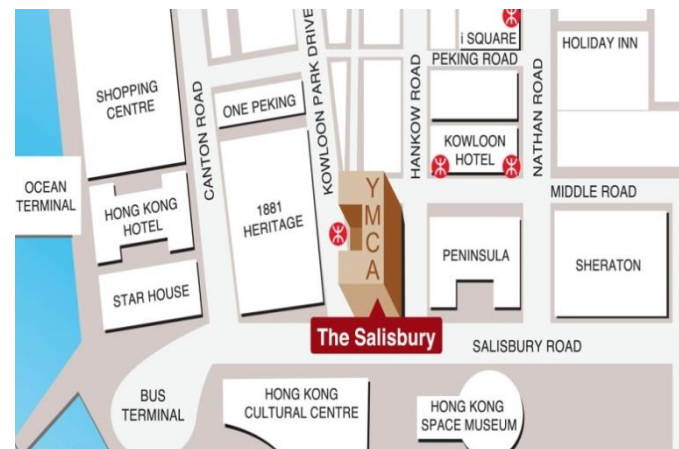 i SQUARE
PEKING ROAD
HOLIDAY INN
SHOPPING
CENTRE
CANTON ROAD
ONE PEKING
KOWLOON PARK DRIVE
HANKOW ROAD
KOWLOON
HOTEL
NATHAN ROAD
OCEAN
TERMINAL
HONG KONG
HOTEL
1881
HERITAGE
YMCA
MIDDLE ROAD
STAR HOUSE
PENINSULA
SHERATON
The Salisbury
SALISBURY ROAD
BUS
TERMINAL
HONG KONG
CULTURAL CENTRE
HONG KONG
SPACE MUSEUM